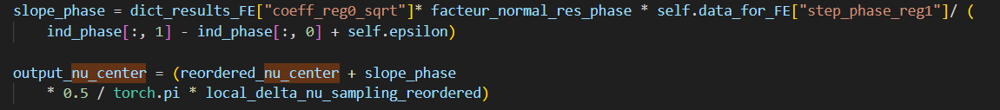 slope_phase = dict_results_FE["coeff_reg0_sqrt"]* facteur_normal_res_phase * self.data_for_FE["step_phase_reg1"]/ (
ind_phase[:, 1] - ind_phase[:, 0] + self.epsilon)
output_nu_center = (reordered_nu_center + slope_phase
* 0.5 / torch.pi * local_delta_nu_sampling_reordered)